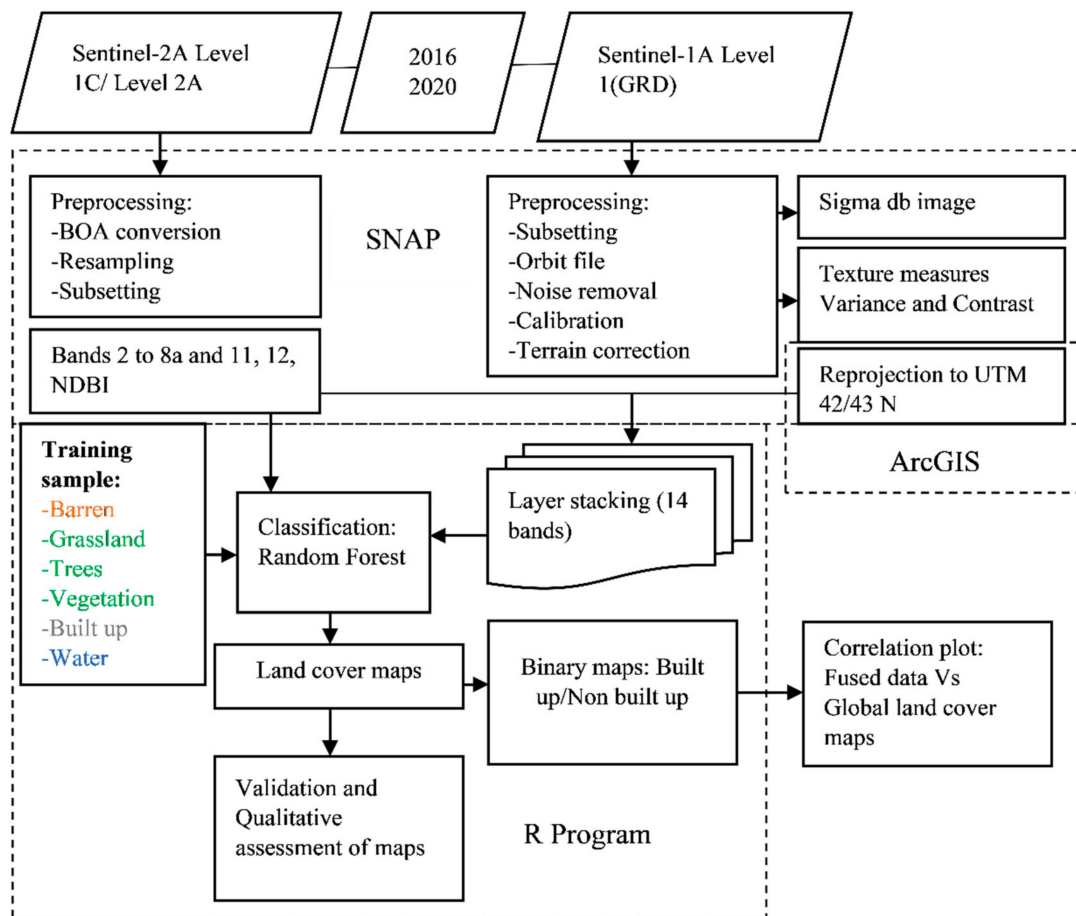 Sentinel-2A Level
1C/ Level 2A
2016
2020
Sentinel-1A Level
1(GRD)
Preprocessing:
-BOA conversion
-Resampling
-Subsetting
SNAP
Preprocessing:
-Subsetting
-Orbit file
-Noise removal
-Calibration
-Terrain correction
Sigma db image
Texture measures
Variance and Contrast
Bands 2 to 8a and 11, 12,
NDBI
Reprojection to UTM
42/43 N
ArcGIS
Training
sample:
-Barren
-Grassland
-Trees
-Vegetation
-Built up
-Water
Classification:
Random Forest
Layer stacking (14
bands)
Land cover maps
Binary maps: Built
up/Non built up
Correlation plot:
Fused data Vs
Global land cover
maps
Validation and
Qualitative
assessment of maps
R Program